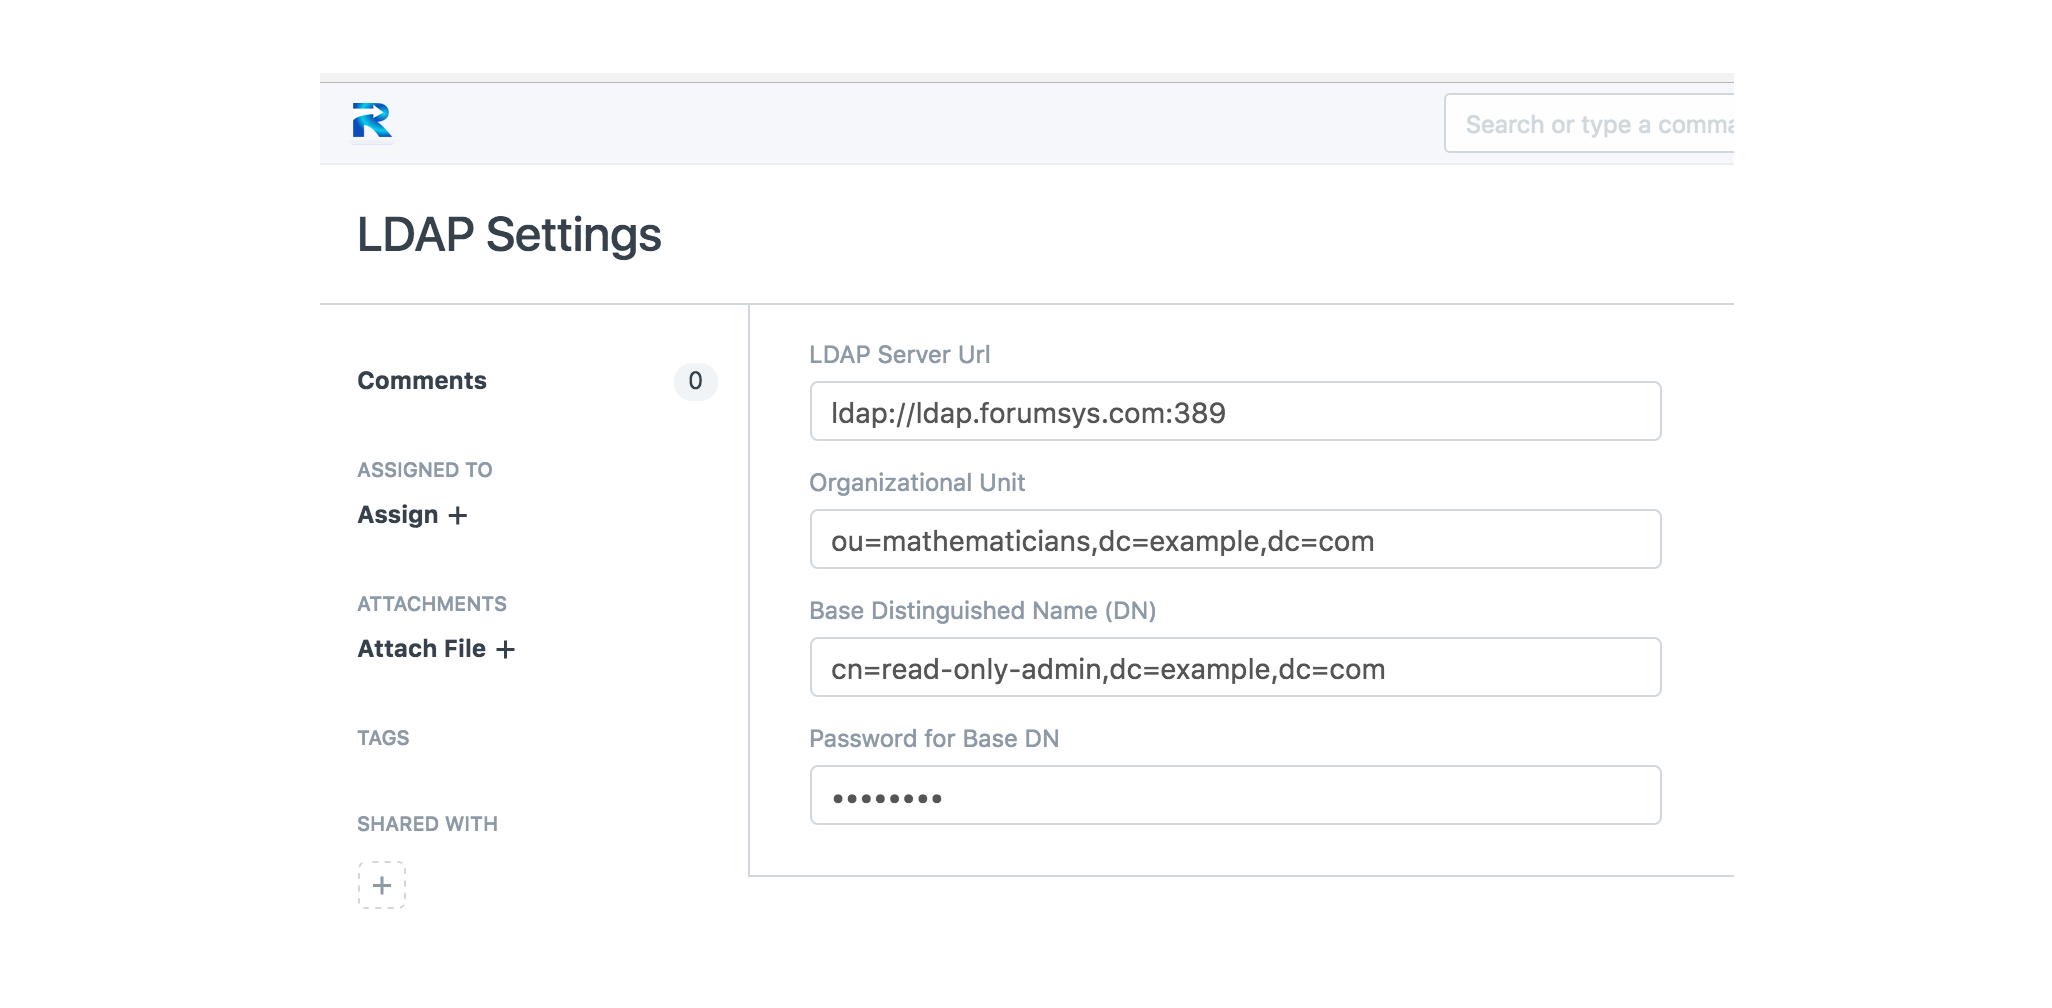 Search or type a comma
LDAP Settings
Comments 0
ASSIGNED TO
Assign +
ATTACHMENTS
Attach File +
TAGS
SHARED WITH
+
LDAP Server Url
ldap://ldap.forumsys.com:389
Organizational Unit
ou=mathematicians,dc=example,dc=com
Base Distinguished Name (DN)
cn=read-only-admin,dc=example,dc=com
Password for Base DN
••••••••